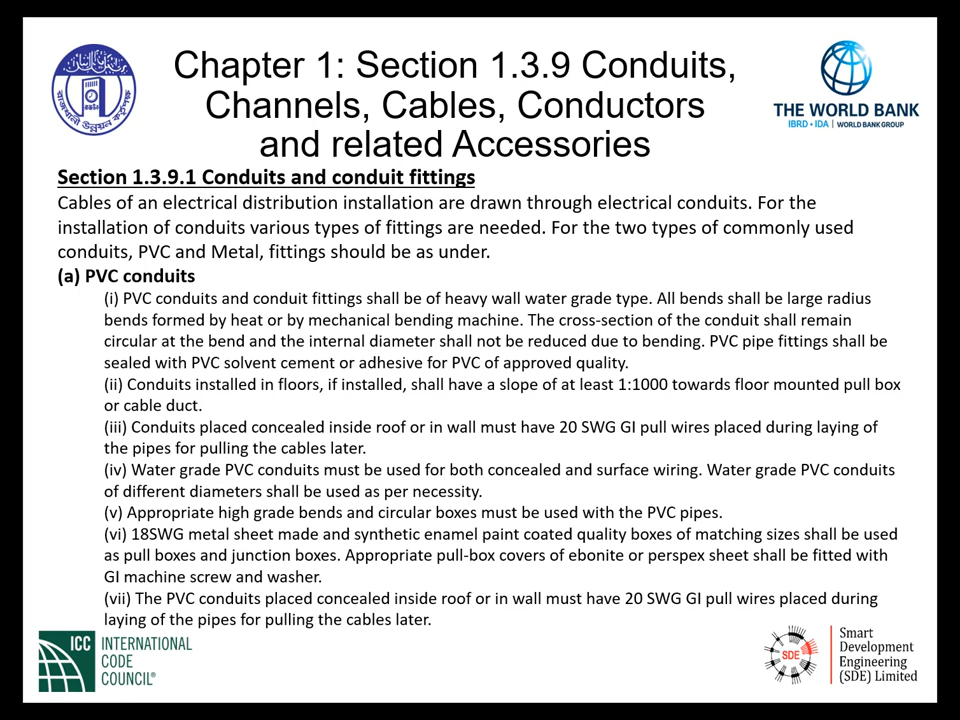 Chapter 1: Section 1.3.9 Conduits,
Channels, Cables, Conductors
and related Accessories
THE WORLD BANK
IBRD • IDA | WORLD BANK GROUP
Section 1.3.9.1 Conduits and conduit fittings
Cables of an electrical distribution installation are drawn through electrical conduits. For the
installation of conduits various types of fittings are needed. For the two types of commonly used
conduits, PVC and Metal, fittings should be as under.
(a) PVC conduits
(i) PVC conduits and conduit fittings shall be of heavy wall water grade type. All bends shall be large radius
bends formed by heat or by mechanical bending machine. The cross-section of the conduit shall remain
circular at the bend and the internal diameter shall not be reduced due to bending. PVC pipe fittings shall be
sealed with PVC solvent cement or adhesive for PVC of approved quality.
(ii) Conduits installed in floors, if installed, shall have a slope of at least 1:1000 towards floor mounted pull box
or cable duct.
(iii) Conduits placed concealed inside roof or in wall must have 20 SWG GI pull wires placed during laying of
the pipes for pulling the cables later.
(iv) Water grade PVC conduits must be used for both concealed and surface wiring. Water grade PVC conduits
of different diameters shall be used as per necessity.
(v) Appropriate high grade bends and circular boxes must be used with the PVC pipes.
(vi) 18SWG metal sheet made and synthetic enamel paint coated quality boxes of matching sizes shall be used
as pull boxes and junction boxes. Appropriate pull-box covers of ebonite or perspex sheet shall be fitted with
GI machine screw and washer.
(vii) The PVC conduits placed concealed inside roof or in wall must have 20 SWG GI pull wires placed during
laying of the pipes for pulling the cables later.
ICC INTERNATIONAL
CODE
COUNCIL®
SDE
Smart
Development
Engineering
(SDE) Limited